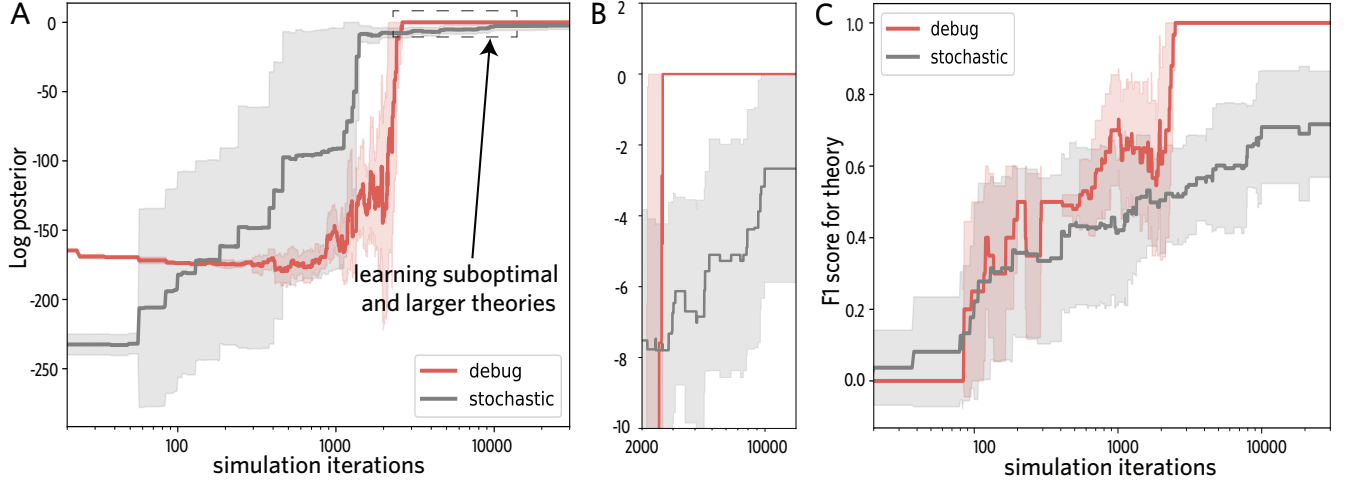 A
0
-50
-100
-150
-200
-250
Log posterior
learning suboptimal
and larger theories
debug
stochastic
100
1000
10000
simulation iterations
B
2
0
-2
-4
-6
-8
-10
2000
10000
C
debug
stochastic
1.0
0.8
0.6
0.4
0.2
0.0
F1 score for theory
100
1000
10000
simulation iterations